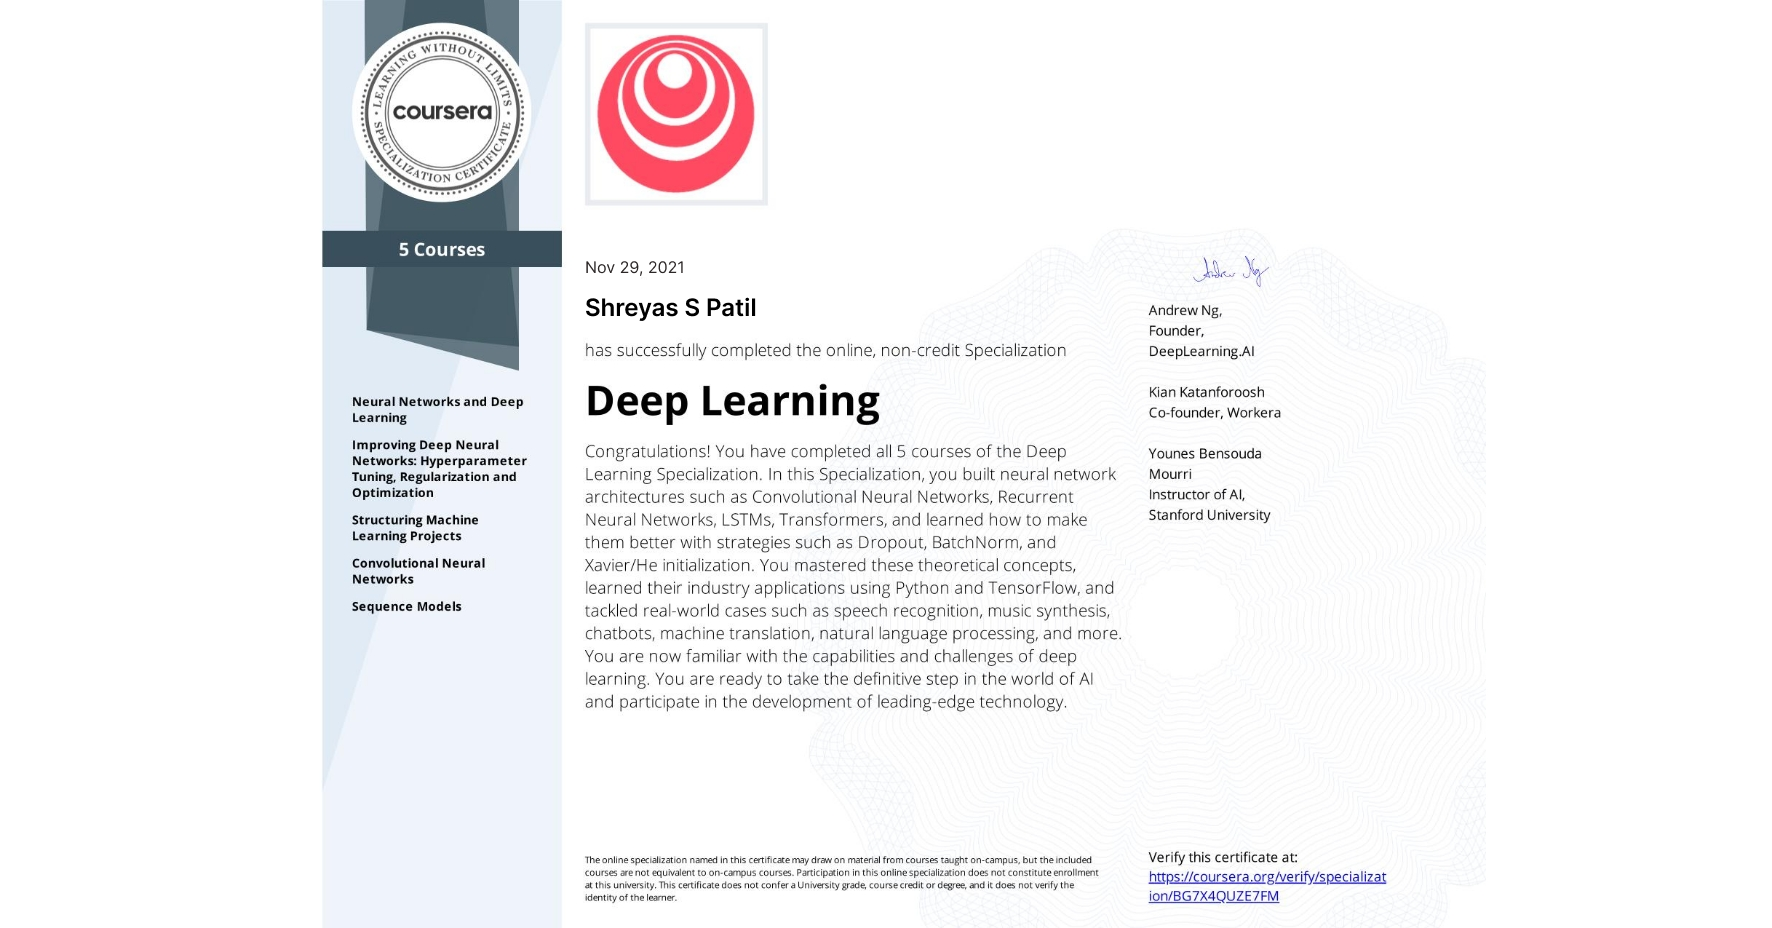 LEARNING WITHOUT LIMITS
coursera
SPECIALIZATION CERTIFICATE
5 Courses
Neural Networks and Deep
Learning
Improving Deep Neural
Networks: Hyperparameter
Tuning, Regularization and
Optimization
Structuring Machine
Learning Projects
Convolutional Neural
Networks
Sequence Models
Nov 29, 2021
Shreyas S Patil
has successfully completed the online, non-credit Specialization
Deep Learning
Congratulations! You have completed all 5 courses of the Deep
Learning Specialization. In this Specialization, you built neural network
architectures such as Convolutional Neural Networks, Recurrent
Neural Networks, LSTMs, Transformers, and learned how to make
them better with strategies such as Dropout, BatchNorm, and
Xavier/He initialization. You mastered these theoretical concepts,
learned their industry applications using Python and TensorFlow, and
tackled real-world cases such as speech recognition, music synthesis,
chatbots, machine translation, natural language processing, and more.
You are now familiar with the capabilities and challenges of deep
learning. You are ready to take the definitive step in the world of AI
and participate in the development of leading-edge technology.
Andrew Ng
Andrew Ng,
Founder,
DeepLearning.AI
Kian Katanforoosh
Co-founder, Workera
Younes Bensouda
Mourri
Instructor of AI,
Stanford University
The online specialization named in this certificate may draw on material from courses taught on-campus, but the included
courses are not equivalent to on-campus courses. Participation in this online specialization does not constitute enrollment
at this university. This certificate does not confer a University grade, course credit or degree, and it does not verify the
identity of the learner.
Verify this certificate at:
https://coursera.org/verify/specializat
ion/BG7X4QUZE7FM